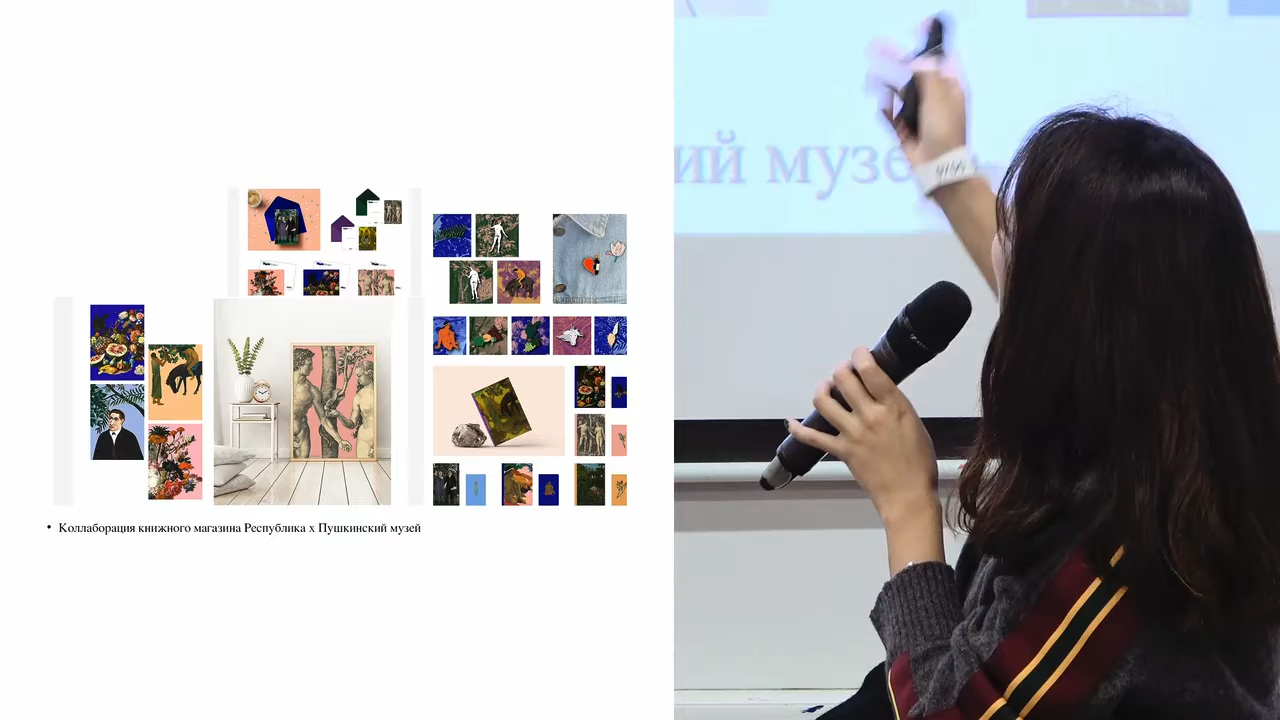 • Коллаборация книжного магазина Республика x Пушкинский музей
ий музе